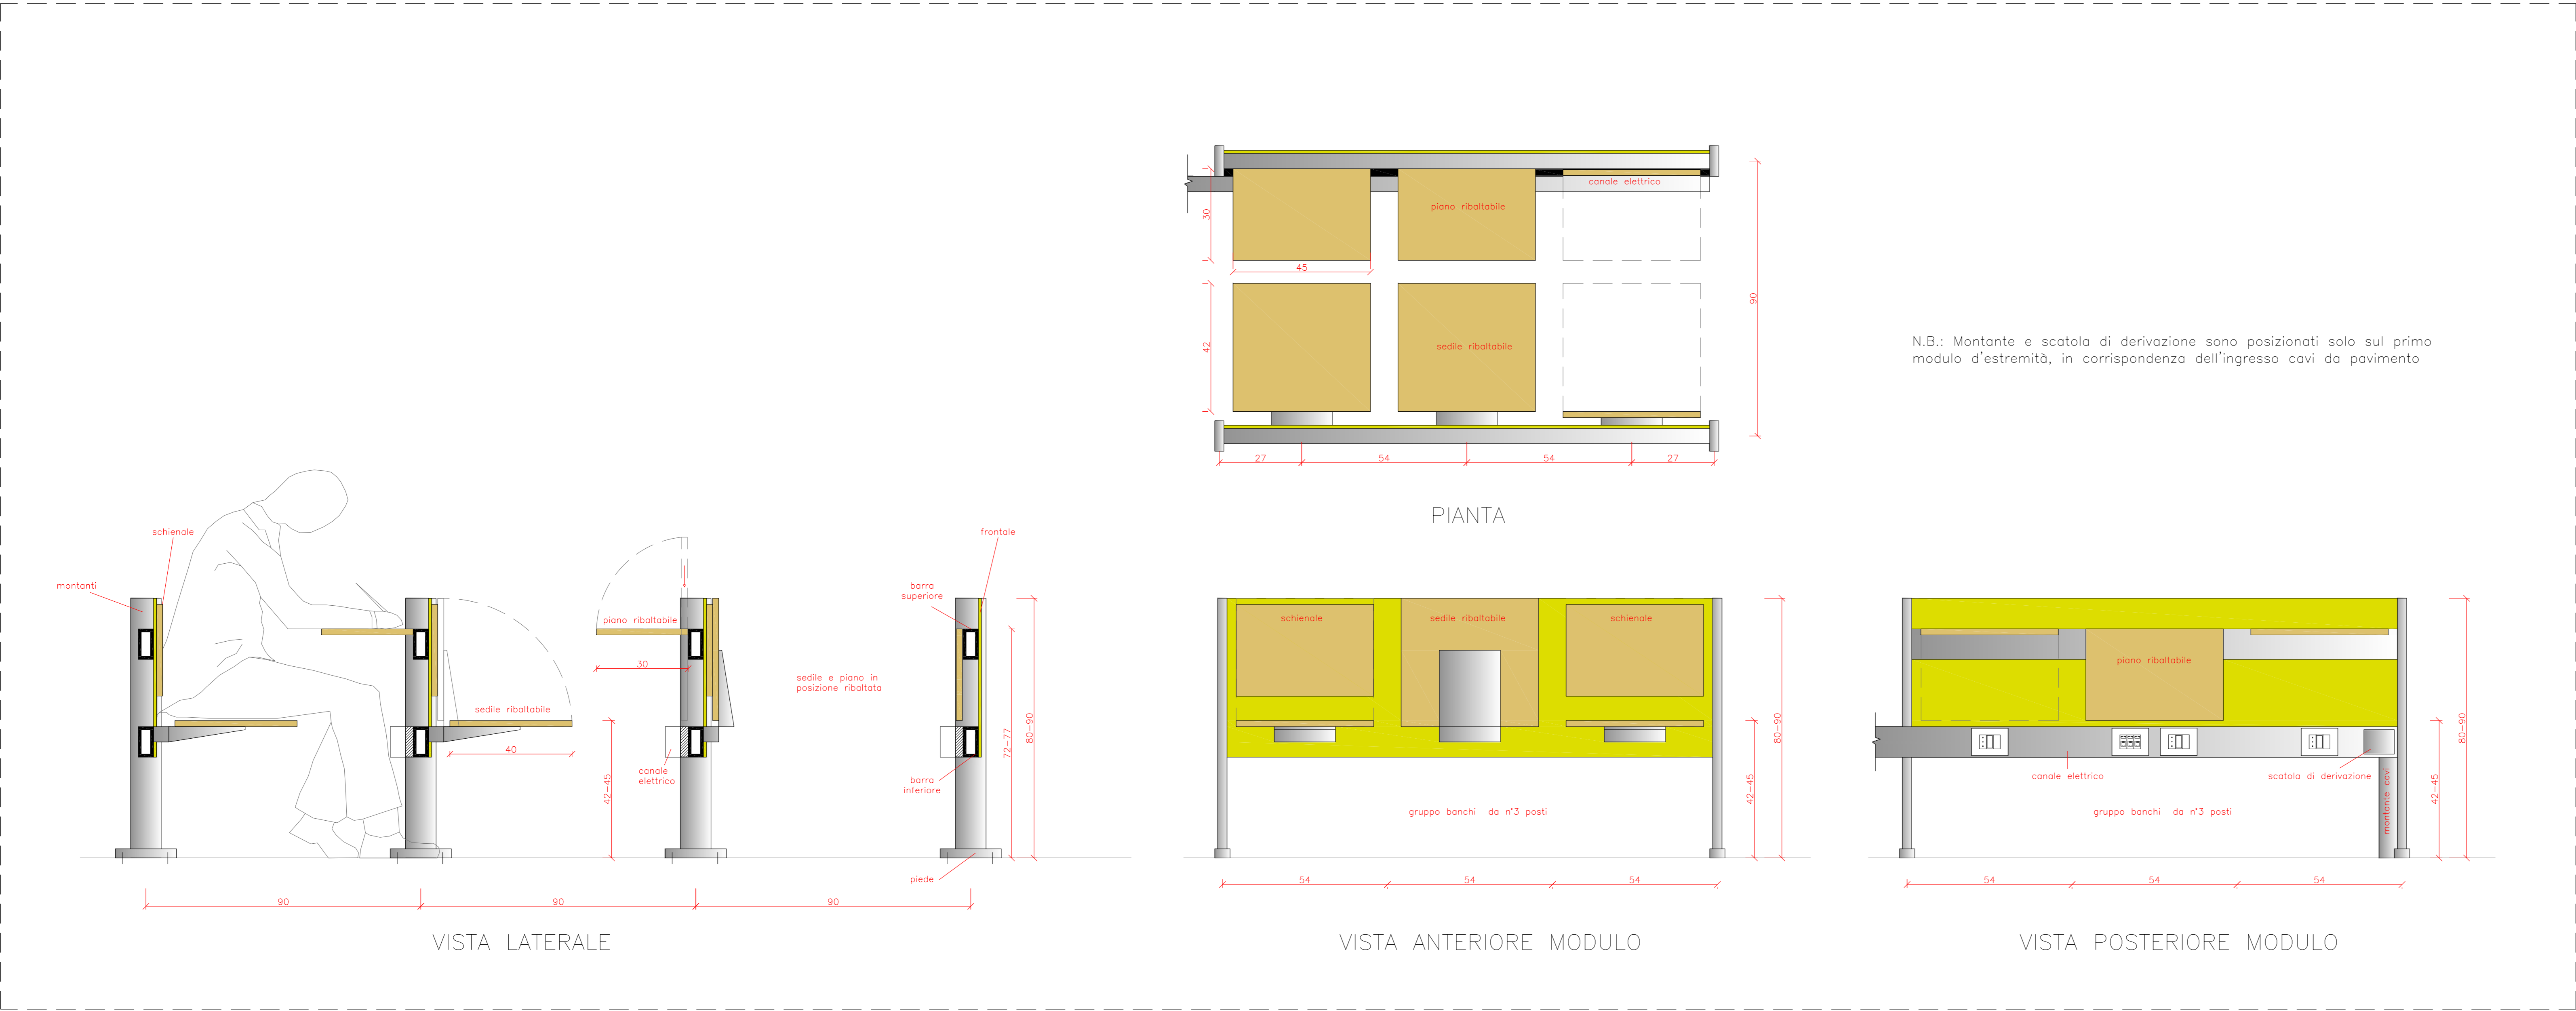 canale elettrico
piano ribaltabile
30
45
90
42
sedile ribaltabile
27
54
54
27
PIANTA
N.B.: Montante e scatola di derivazione sono posizionati solo sul primo
modulo d'estremità, in corrispondenza dell'ingresso cavi da pavimento
schienale
frontale
montanti
barra
superiore
piano ribaltabile
30
sedile e piano in
posizione ribaltata
sedile ribaltabile
40
canale
elettrico
barra
inferiore
42-45
72-77
80-90
piede
90
90
90
VISTA LATERALE
schienale
sedile ribaltabile
schienale
gruppo banchi da n°3 posti
42-45
80-90
54
54
54
VISTA ANTERIORE MODULO
piano ribaltabile
canale elettrico
scatola di derivazione
montante cavi
gruppo banchi da n°3 posti
42-45
80-90
54
54
54
VISTA POSTERIORE MODULO